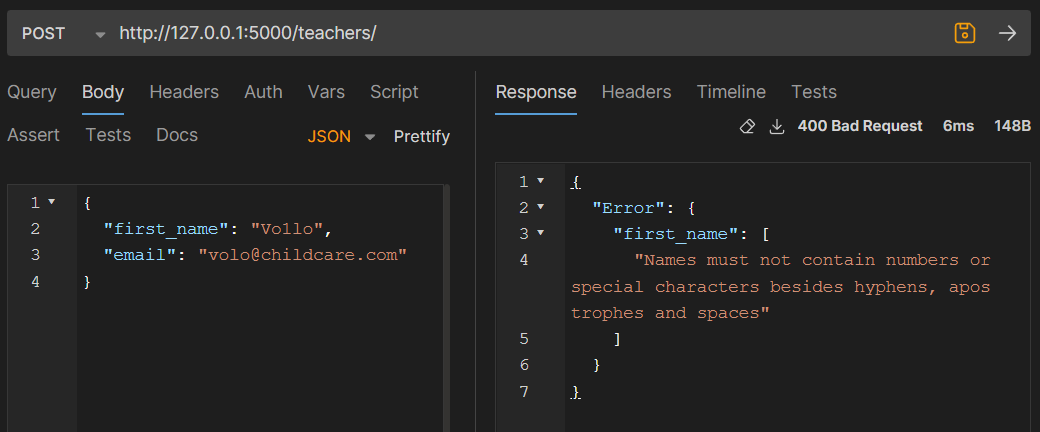 POST http://127.0.0.1:5000/teachers/
Query Body Headers Auth Vars Script
Assert Tests Docs JSON Prettify
1 {
2 "first_name": "Vo1lo",
3 "email": "volo@childcare.com"
4 }
Response Headers Timeline Tests
400 Bad Request 6ms 148B
1 {
2 "Error": {
3 "first_name": [
4 "Names must not contain numbers or
special characters besides hyphens, apos
trophes and spaces"
5 ]
6 }
7 }